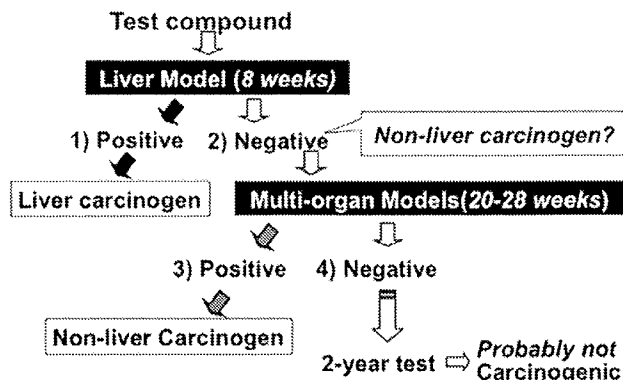 Test compound
Liver Model (8 weeks)
1) Positive 2) Negative
Non-liver carcinogen?
Liver carcinogen
Multi-organ Models(20-28 weeks)
3) Positive 4) Negative
Non-liver Carcinogen
2-year test
Probably not
Carcinogenic